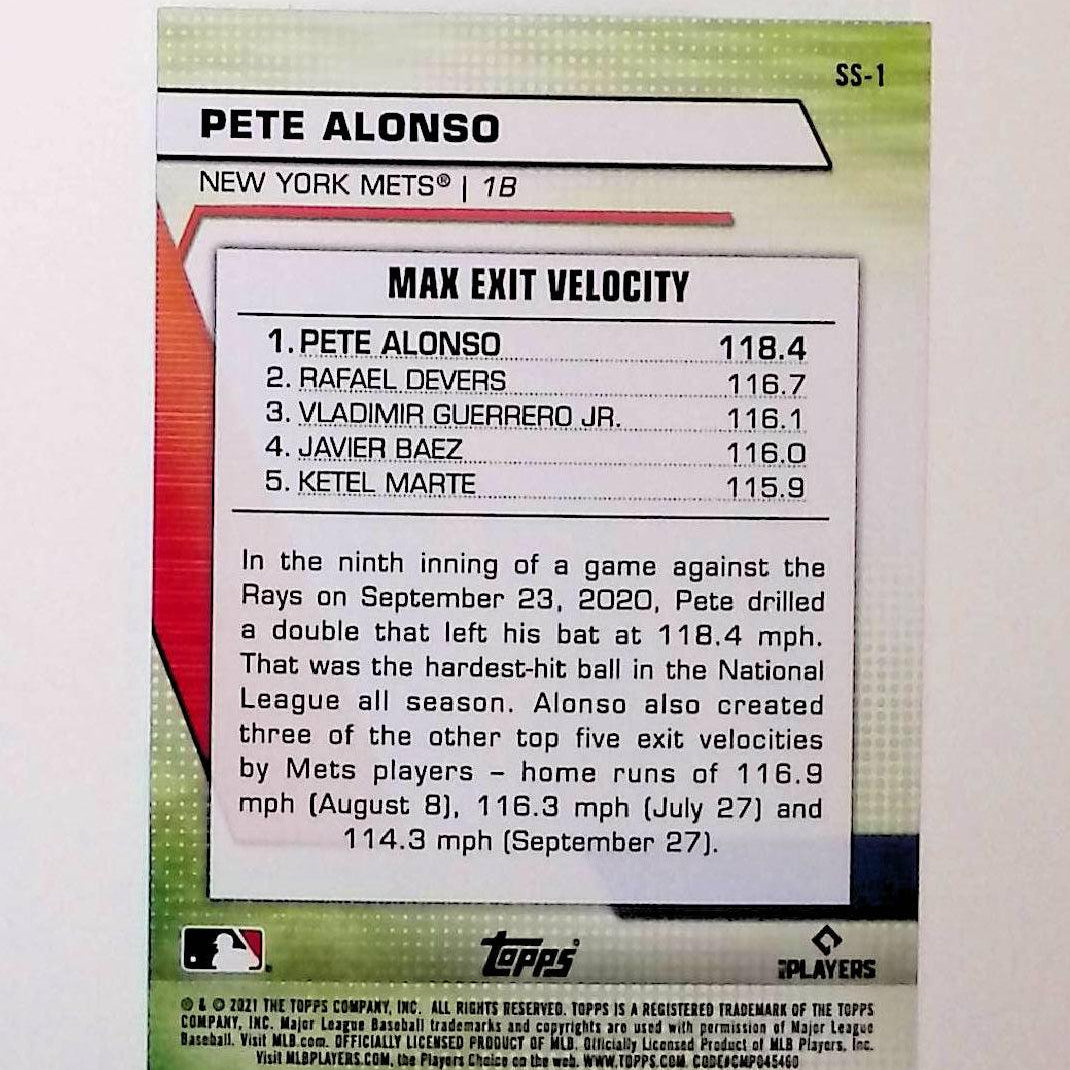 SS-1
PETE ALONSO
NEW YORK METS® | 1B
MAX EXIT VELOCITY
1. PETE ALONSO 118.4
2. RAFAEL DEVERS 116.7
3. VLADIMIR GUERRERO JR. 116.1
4. JAVIER BAEZ 116.0
5. KETEL MARTE 115.9
In the ninth inning of a game against the
Rays on September 23, 2020, Pete drilled
a double that left his bat at 118.4 mph.
That was the hardest-hit ball in the National
League all season. Alonso also created
three of the other top five exit velocities
by Mets players – home runs of 116.9
mph (August 8), 116.3 mph (July 27) and
114.3 mph (September 27).
topps
PLAYERS
® & © 2021 THE TOPPS COMPANY, INC. ALL RIGHTS RESERVED. TOPPS IS A REGISTERED TRADEMARK OF THE TOPPS
COMPANY, INC. Major League Baseball trademarks and copyrights are used with permission of Major League
Baseball. Visit MLB.com. OFFICIALLY LICENSED PRODUCT OF MLB. Officially Licensed Product of MLB Players, Inc.
Visit MLBPLAYERS.COM, the Players Choice on the web. WWW.TOPPS.COM. CODE#CMP045460